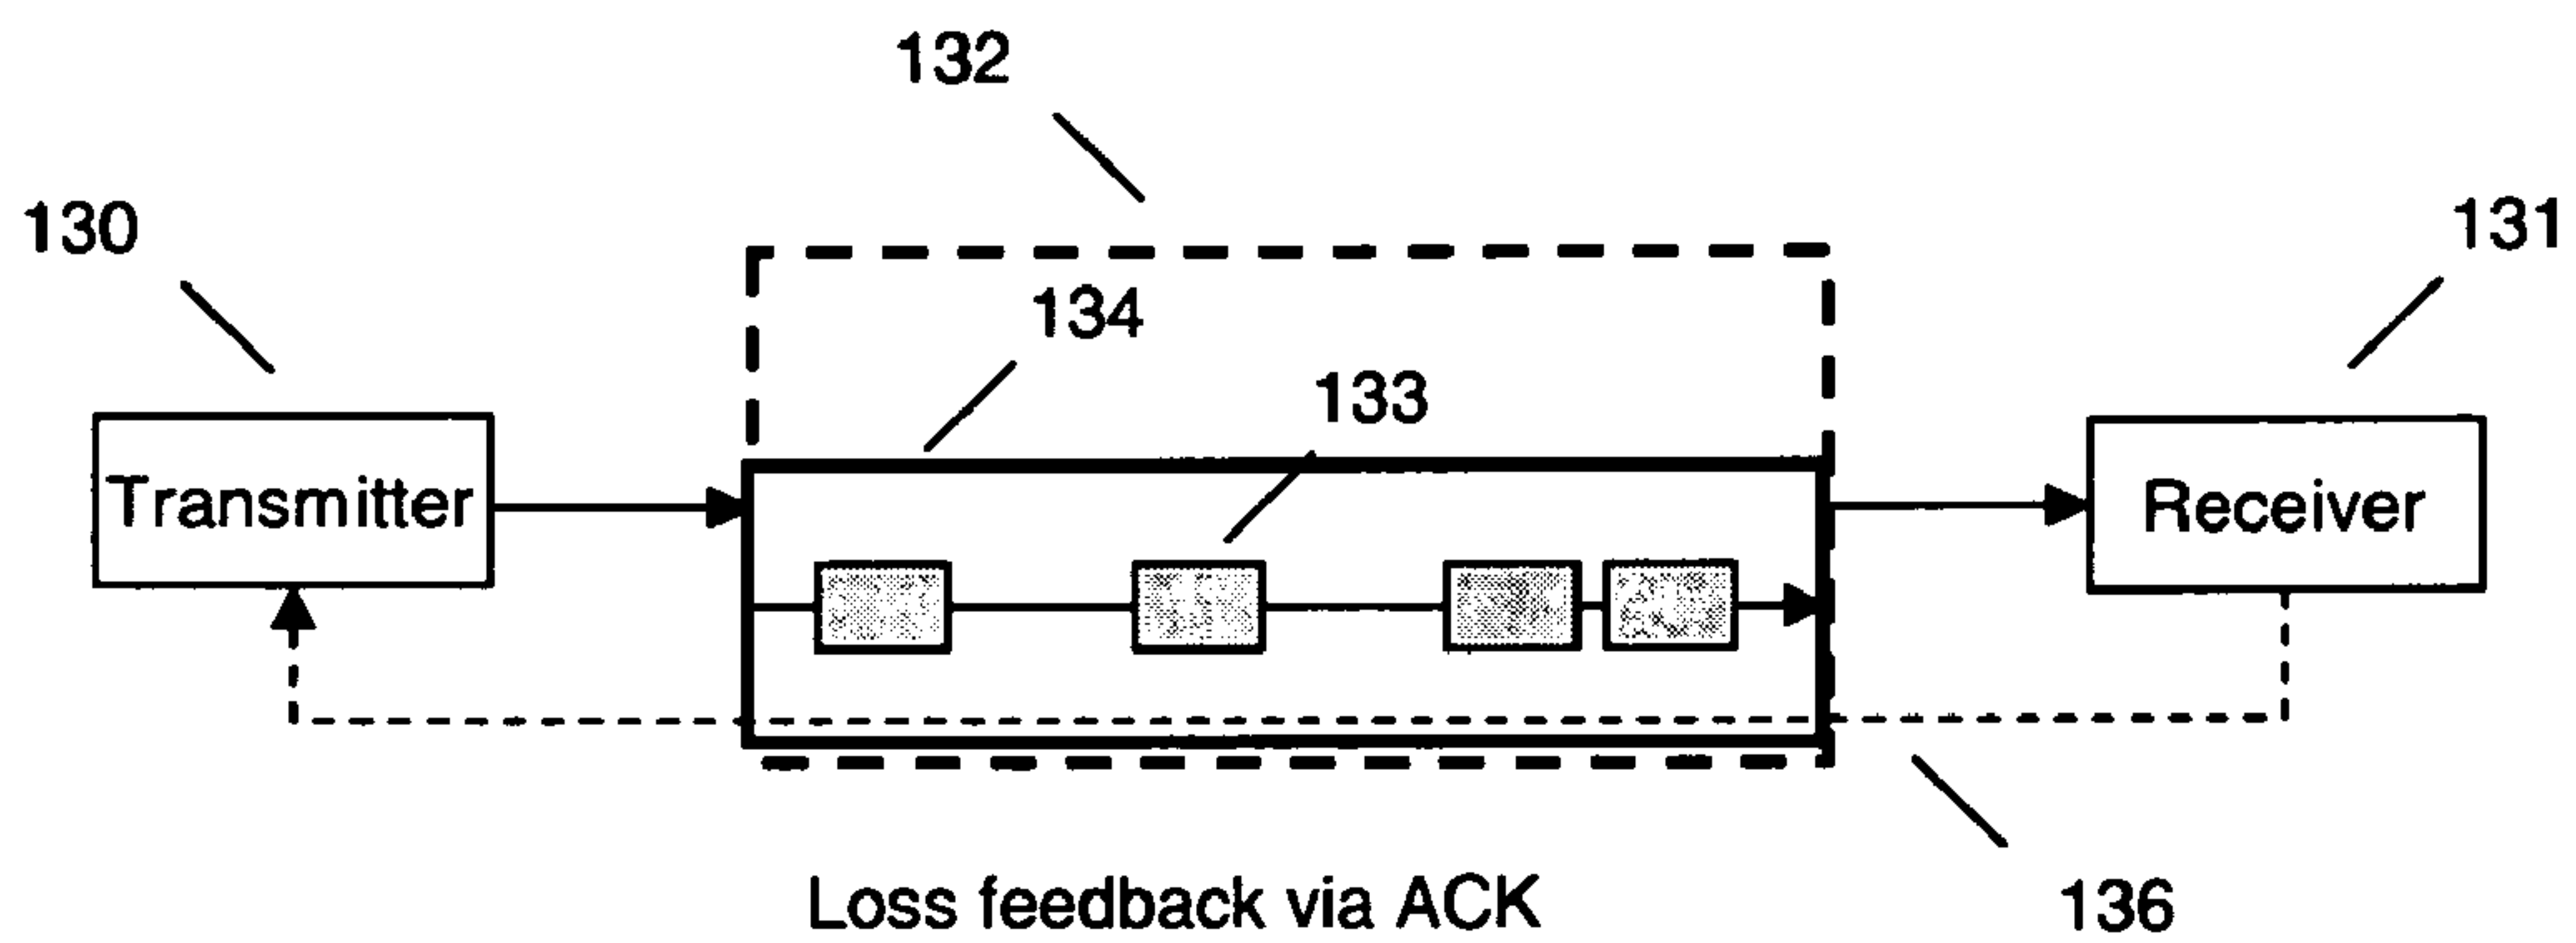 132
130
131
134
133
Transmitter
Receiver
Loss feedback via ACK
136